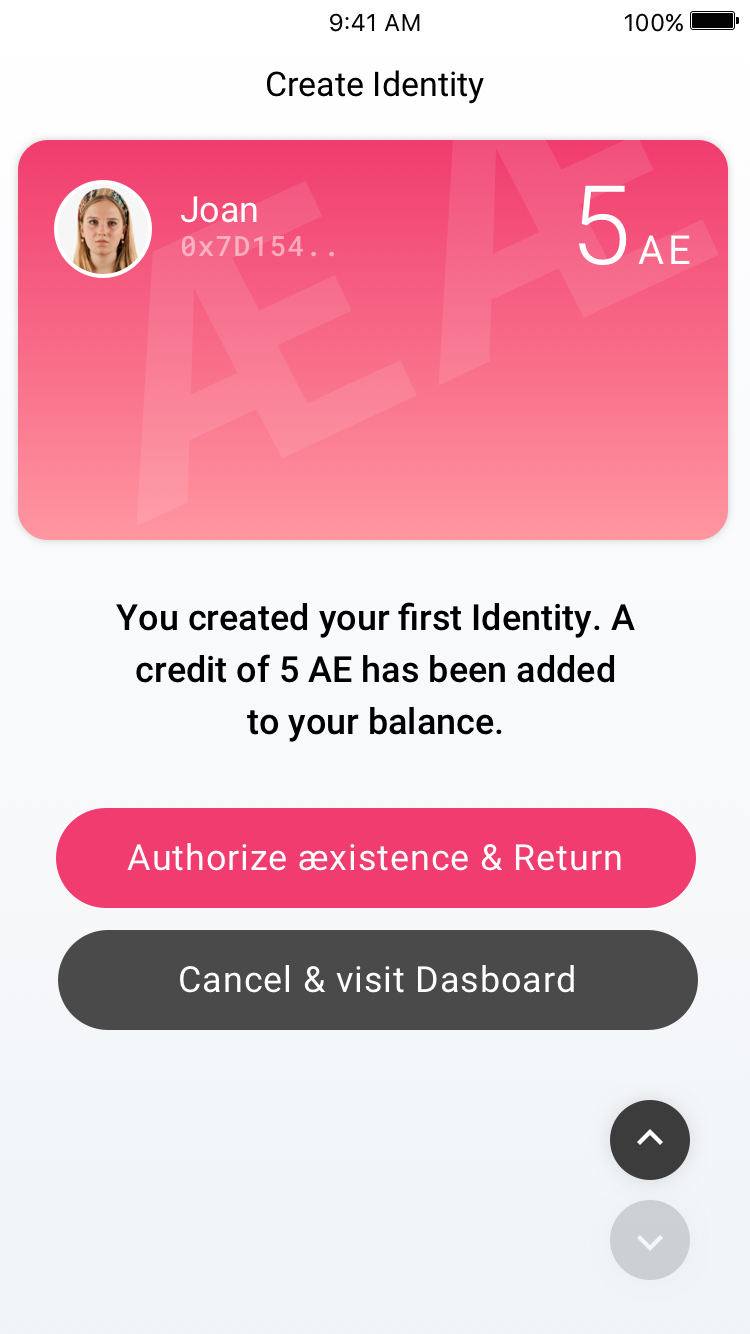 9:41 AM
100%
Create Identity
Joan
0x7D154..
5 AE
ÆÆ
You created your first Identity. A
credit of 5 AE has been added
to your balance.
Authorize æxistence & Return
Cancel & visit Dasboard